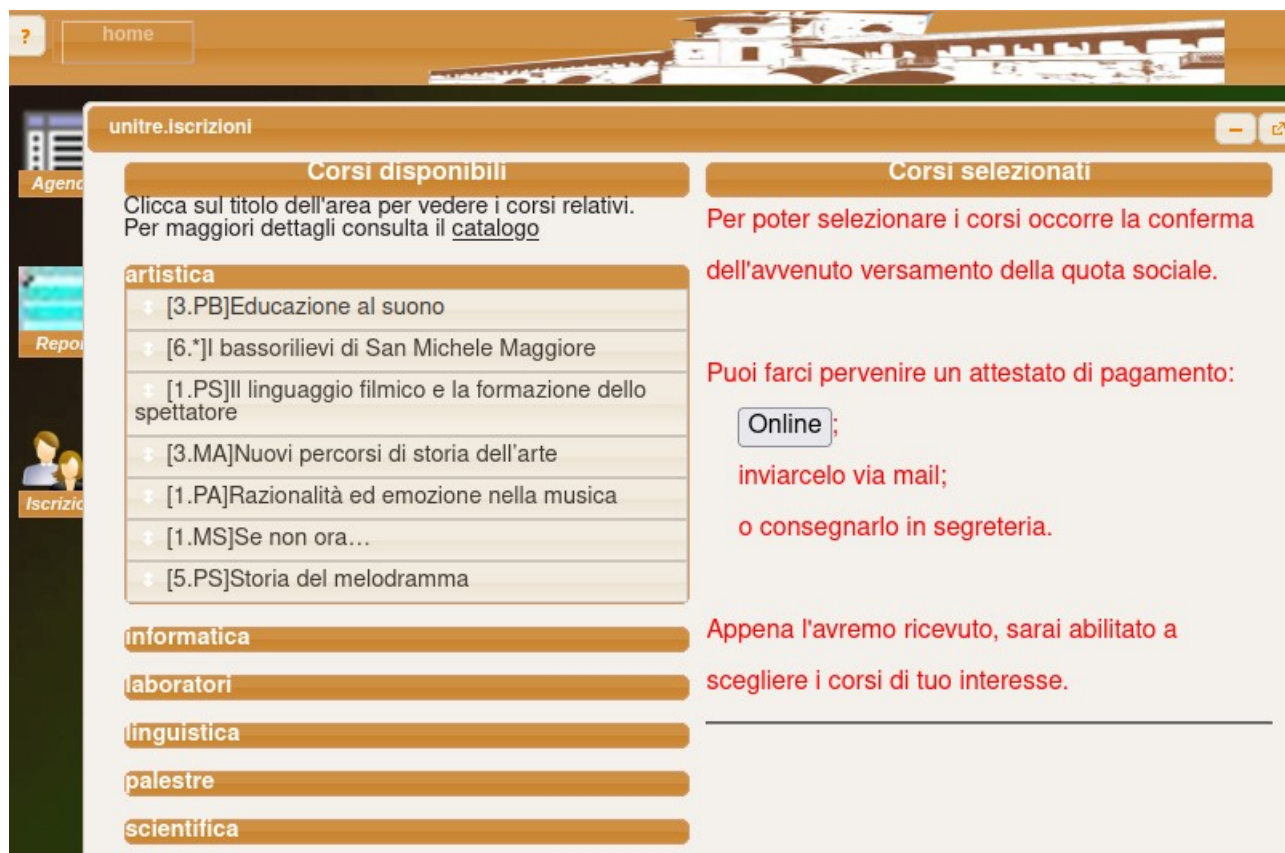 ?
home
unitre.iscrizioni
Corsi disponibili
Clicca sul titolo dell'area per vedere i corsi relativi.
Per maggiori dettagli consulta il catalogo
artistica
[3.PB]Educazione al suono
[6.*]I bassorilievi di San Michele Maggiore
[1.PS]Il linguaggio filmico e la formazione dello
spettatore
[3.MA]Nuovi percorsi di storia dell'arte
[1.PA]Razionalità ed emozione nella musica
[1.MS]Se non ora…
[5.PS]Storia del melodramma
informatica
laboratori
linguistica
palestre
scientifica
Corsi selezionati
Per poter selezionare i corsi occorre la conferma
dell'avvenuto versamento della quota sociale.
Puoi farci pervenire un attestato di pagamento:
Online ;
inviarcelo via mail;
o consegnarlo in segreteria.
Appena l'avremo ricevuto, sarai abilitato a
scegliere i corsi di tuo interesse.